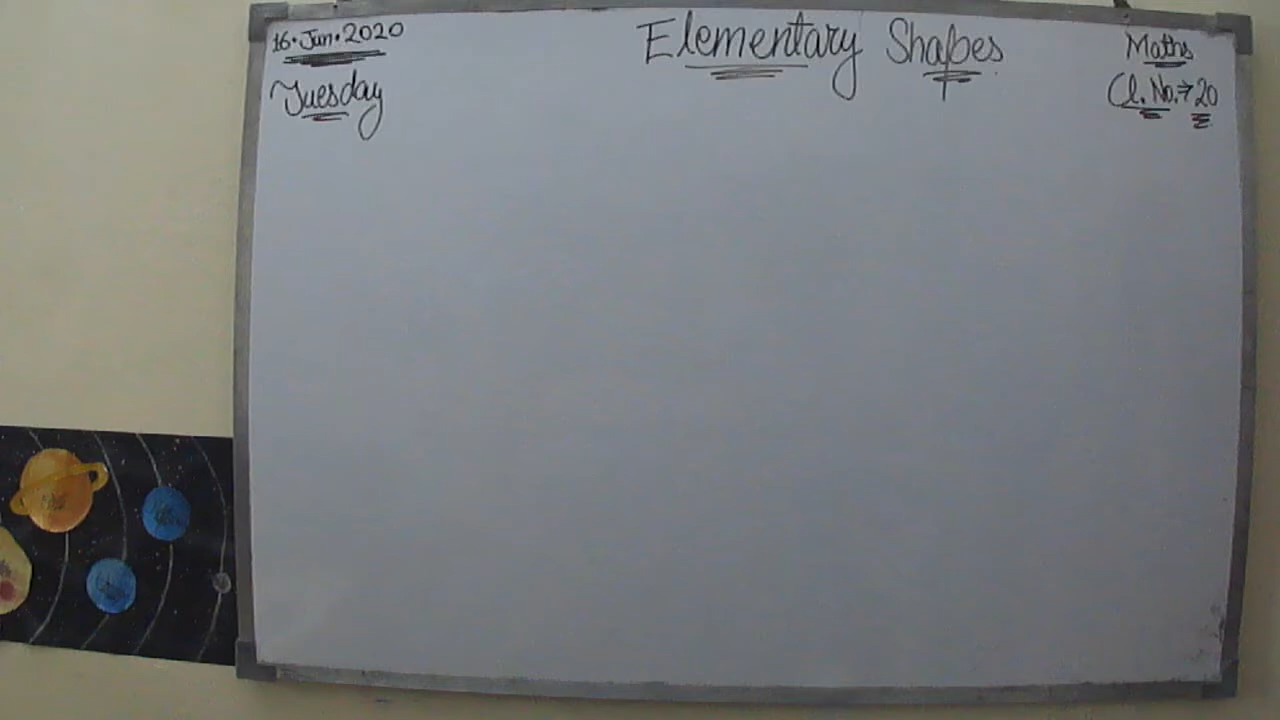 16.Jun.2020
Tuesday
Elementary Shapes
Maths
Cl. No.→20